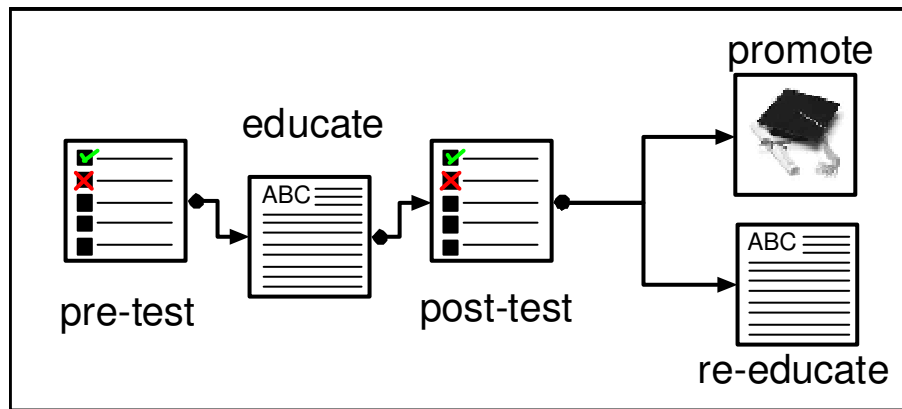 promote
educate
ABC
pre-test
post-test
ABC
re-educate